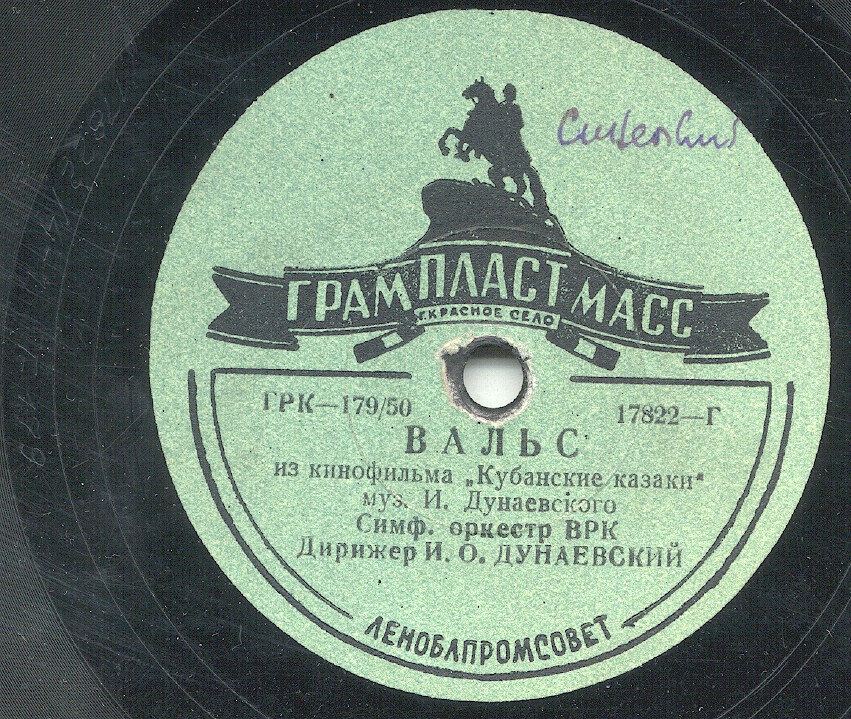 ГРАМПЛАСТМАСС
Г. КРАСНОЕ СЕЛО
ГРК—179/50 17822—Г
ВАЛЬС
из кинофильма „Кубанские казаки“
муз. И. Дунаевского
Симф. оркестр ВРК
Дирижер И. О. ДУНАЕВСКИЙ
ЛЕНОБЛПРОМСОВЕТ